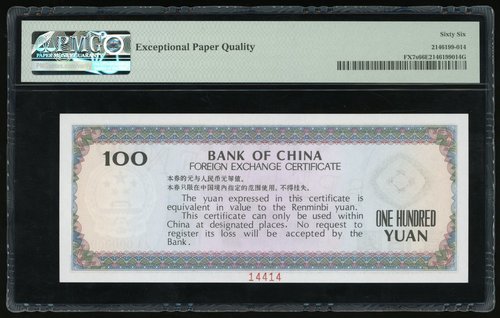 PMG
PAPER MONEY GUARANTY
Exceptional Paper Quality
Sixty Six
2146199-014
FX7s66E2146199014G
100
BANK OF CHINA
FOREIGN EXCHANGE CERTIFICATE
本券的元与人民币元等值。
本券只限在中国境内指定的范围使用,不得挂失。
The yuan expressed in this certificate is
equivalent in value to the Renminbi yuan.
This certificate can only be used within
China at designated places. No request to
register its loss will be accepted by the
Bank.
ONE HUNDRED
YUAN
14414